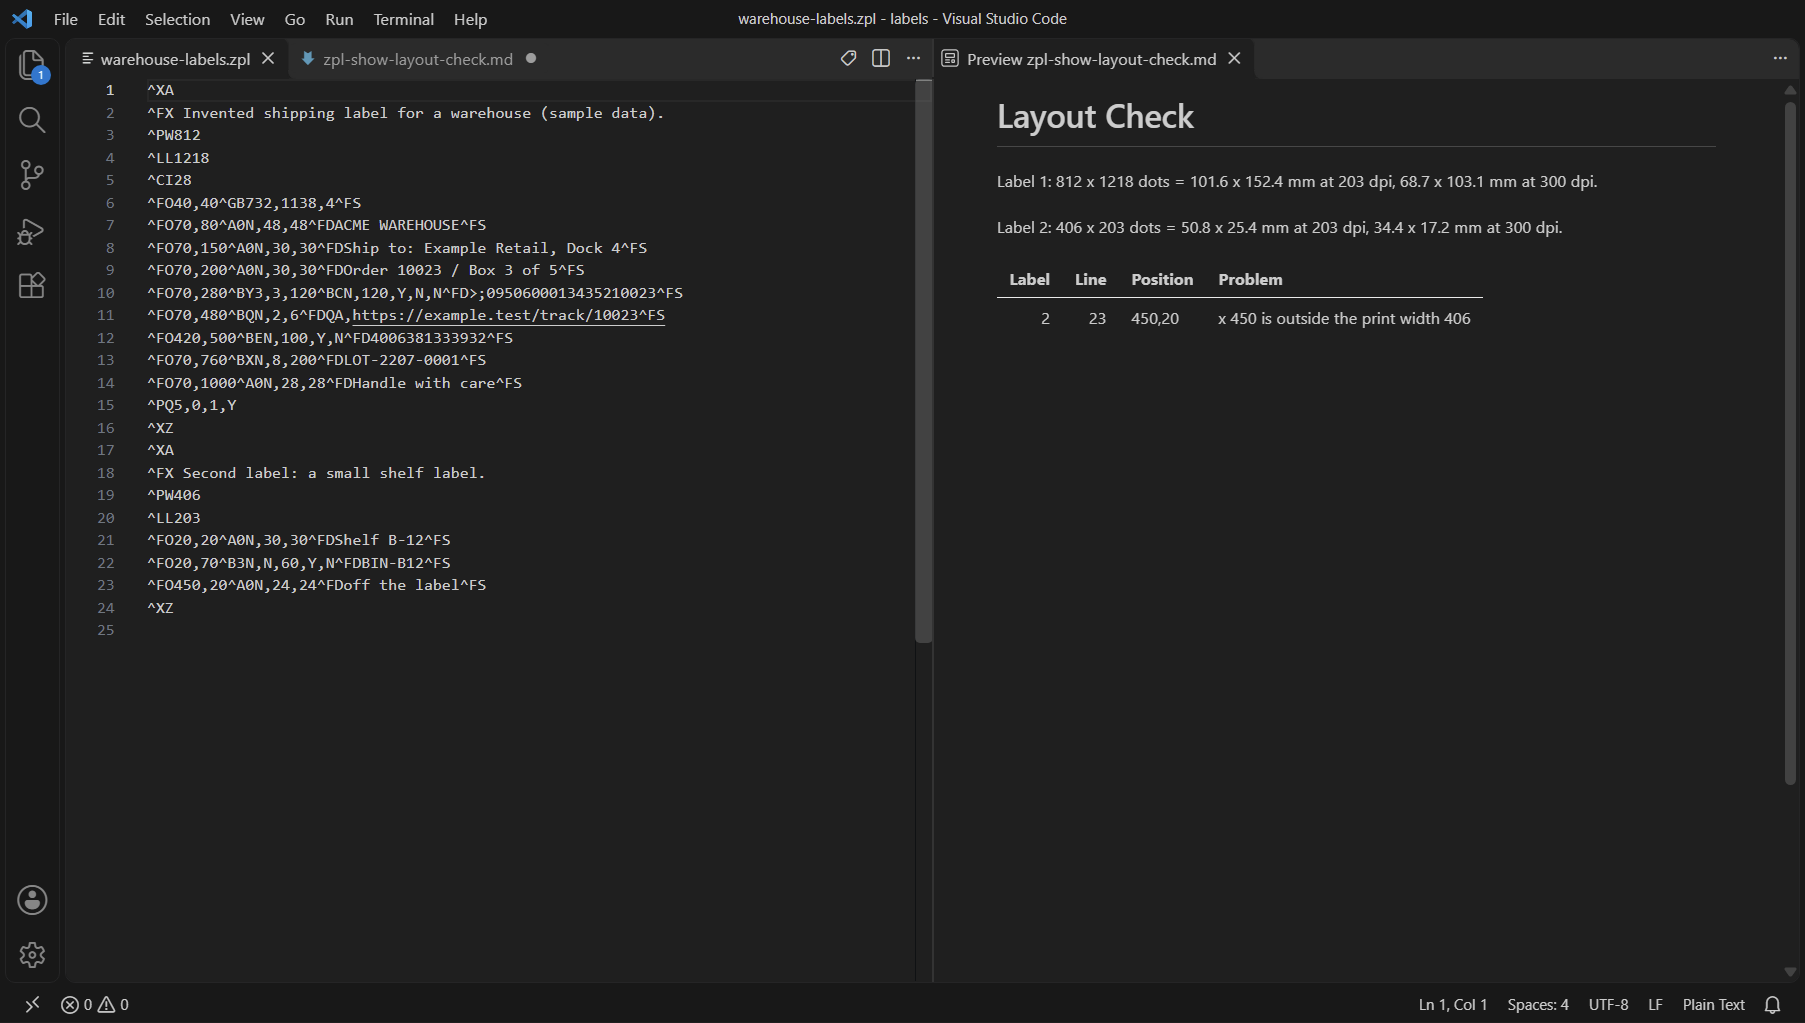 File Edit Selection View Go Run Terminal Help
warehouse-labels.zpl - labels - Visual Studio Code
1
warehouse-labels.zpl
zpl-show-layout-check.md
1 ^XA
2 ^FX Invented shipping label for a warehouse (sample data).
3 ^PW812
4 ^LL1218
5 ^CI28
6 ^FO40,40^GB732,1138,4^FS
7 ^FO70,80^A0N,48,48^FDACME WAREHOUSE^FS
8 ^FO70,150^A0N,30,30^FDShip to: Example Retail, Dock 4^FS
9 ^FO70,200^A0N,30,30^FDOrder 10023 / Box 3 of 5^FS
10 ^FO70,280^BY3,3,120^BCN,120,Y,N,N^FD>;0950600013435210023^FS
11 ^FO70,480^BQN,2,6^FDQA,https://example.test/track/10023^FS
12 ^FO420,500^BEN,100,Y,N^FD4006381333932^FS
13 ^FO70,760^BXN,8,200^FDLOT-2207-0001^FS
14 ^FO70,1000^A0N,28,28^FDHandle with care^FS
15 ^PQ5,0,1,Y
16 ^XZ
17 ^XA
18 ^FX Second label: a small shelf label.
19 ^PW406
20 ^LL203
21 ^FO20,20^A0N,30,30^FDShelf B-12^FS
22 ^FO20,70^B3N,N,60,Y,N^FDBIN-B12^FS
23 ^FO450,20^A0N,24,24^FDoff the label^FS
24 ^XZ
25
Preview zpl-show-layout-check.md
Layout Check
Label 1: 812 x 1218 dots = 101.6 x 152.4 mm at 203 dpi, 68.7 x 103.1 mm at 300 dpi.
Label 2: 406 x 203 dots = 50.8 x 25.4 mm at 203 dpi, 34.4 x 17.2 mm at 300 dpi.
Label Line Position Problem
2 23 450,20 x 450 is outside the print width 406
0 0
Ln 1, Col 1 Spaces: 4 UTF-8 LF Plain Text